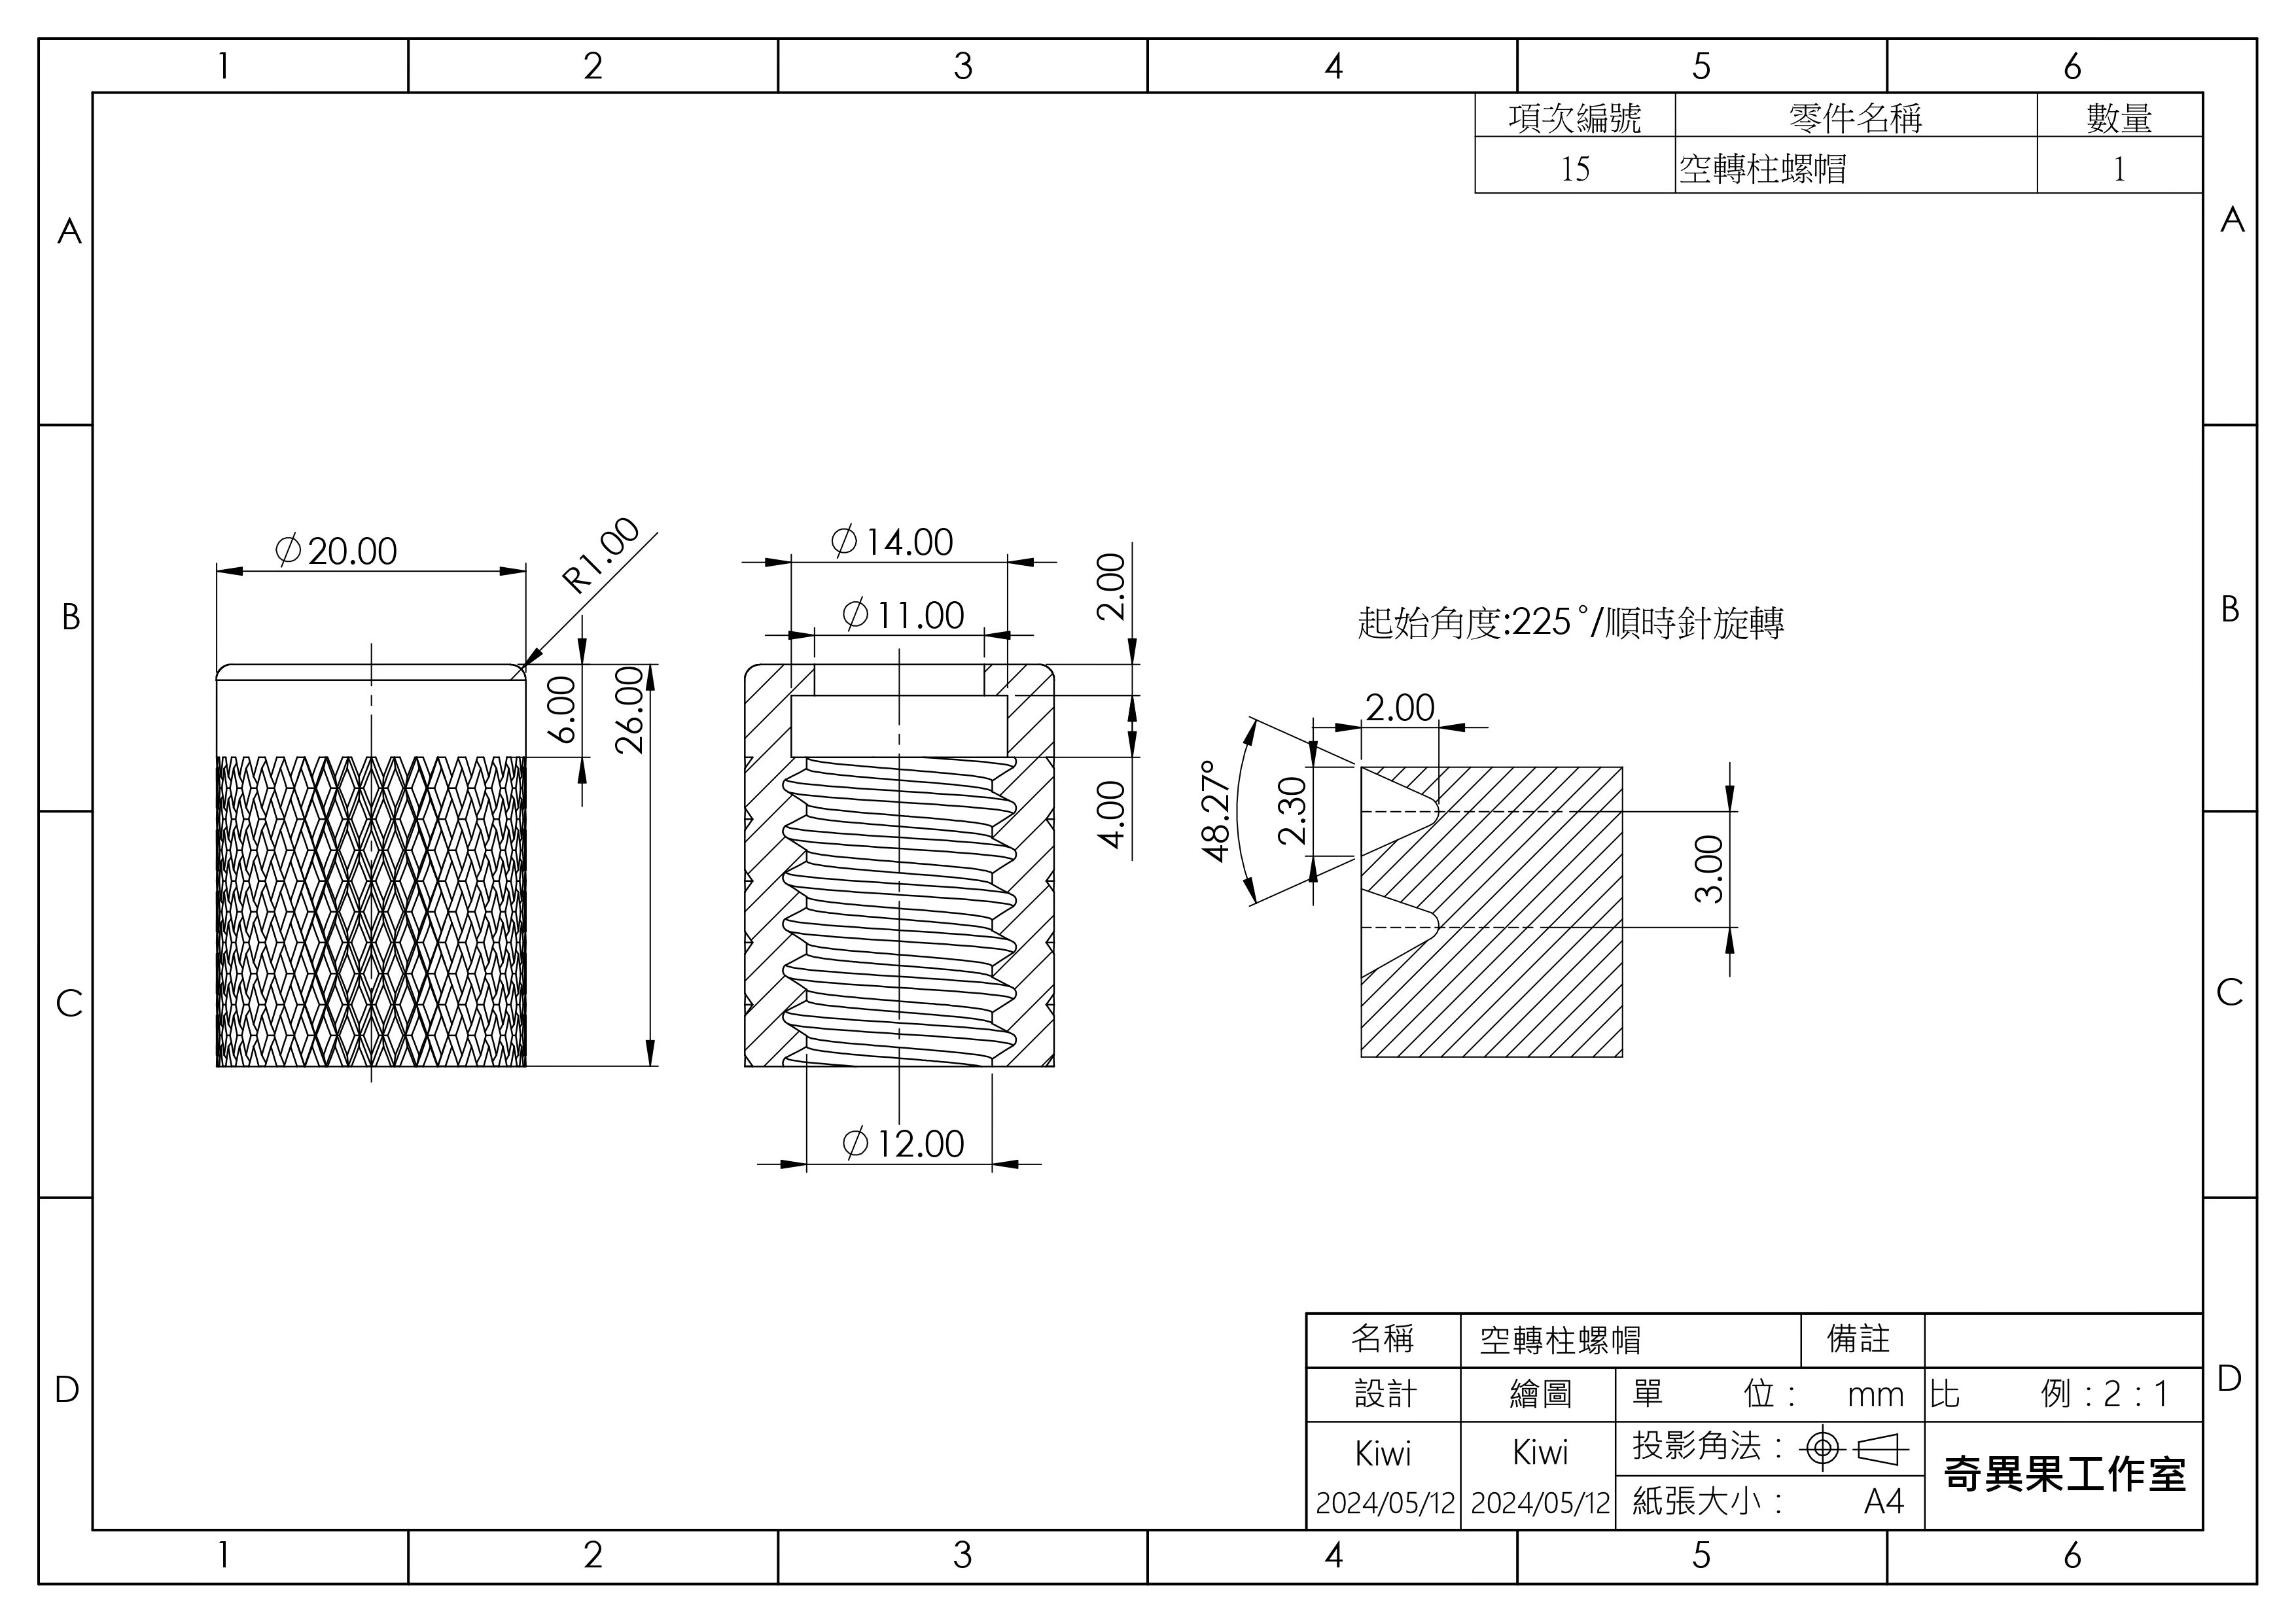 1 2 3 4 5 6
項次編號 零件名稱 數量
15 空轉柱螺帽 1
A A
B B
C C
D D
⌀20.00
R1.00
6.00
26.00
⌀14.00
⌀11.00
2.00
4.00
⌀12.00
起始角度:225°/順時針旋轉
2.00
48.27°
2.30
3.00
名稱 空轉柱螺帽 備註
設計 繪圖 單 位: mm 比 例:2:1
Kiwi Kiwi 投影角法:
2024/05/12 2024/05/12 紙張大小: A4
奇異果工作室
1 2 3 4 5 6